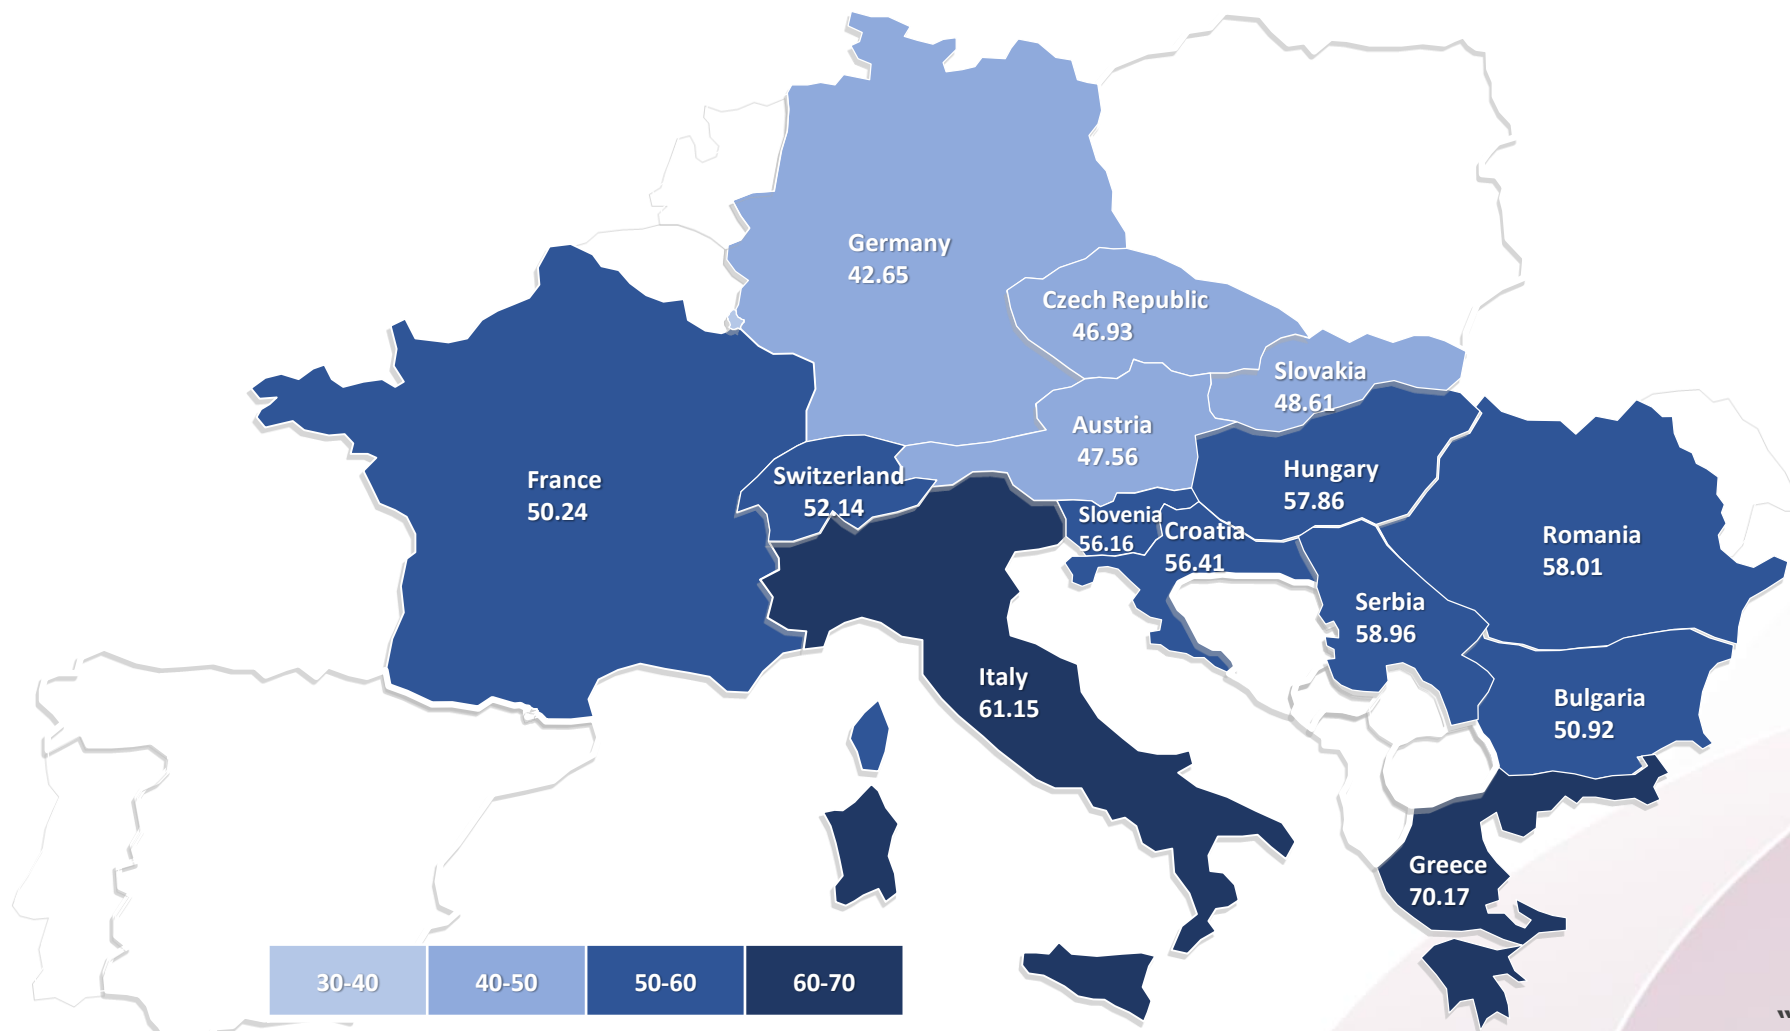 Germany
42.65
Czech Republic
46.93
Slovakia
48.61
Austria
47.56
France
50.24
Switzerland
52.14
Hungary
57.86
Slovenia
56.16
Croatia
56.41
Romania
58.01
Serbia
58.96
Italy
61.15
Bulgaria
50.92
Greece
70.17
30-40
40-50
50-60
60-70